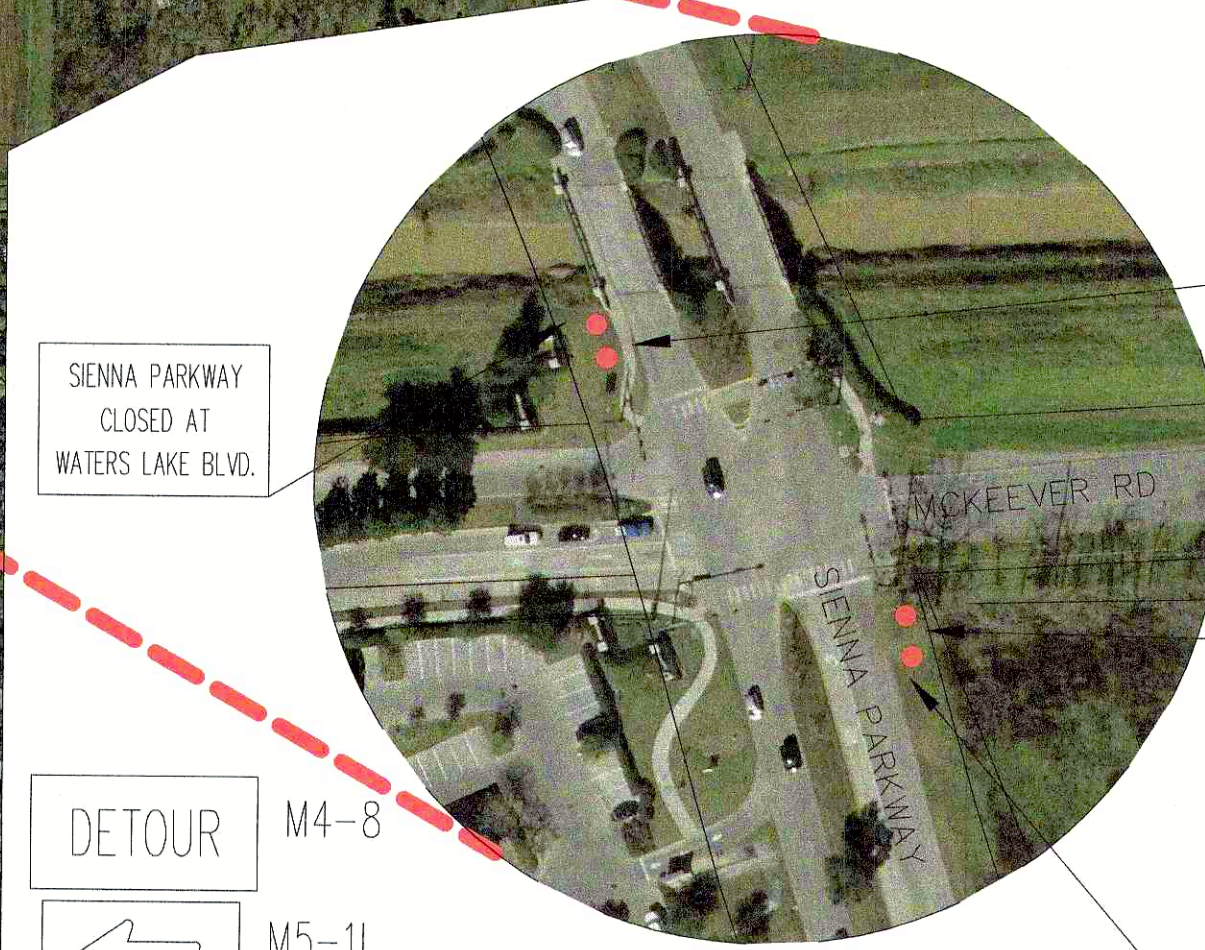 SIENNA PARKWAY
CLOSED AT
WATERS LAKE BLVD.
MCKEEVER RD
SIENNA PARKWAY
DETOUR
M4-8
M5-1L